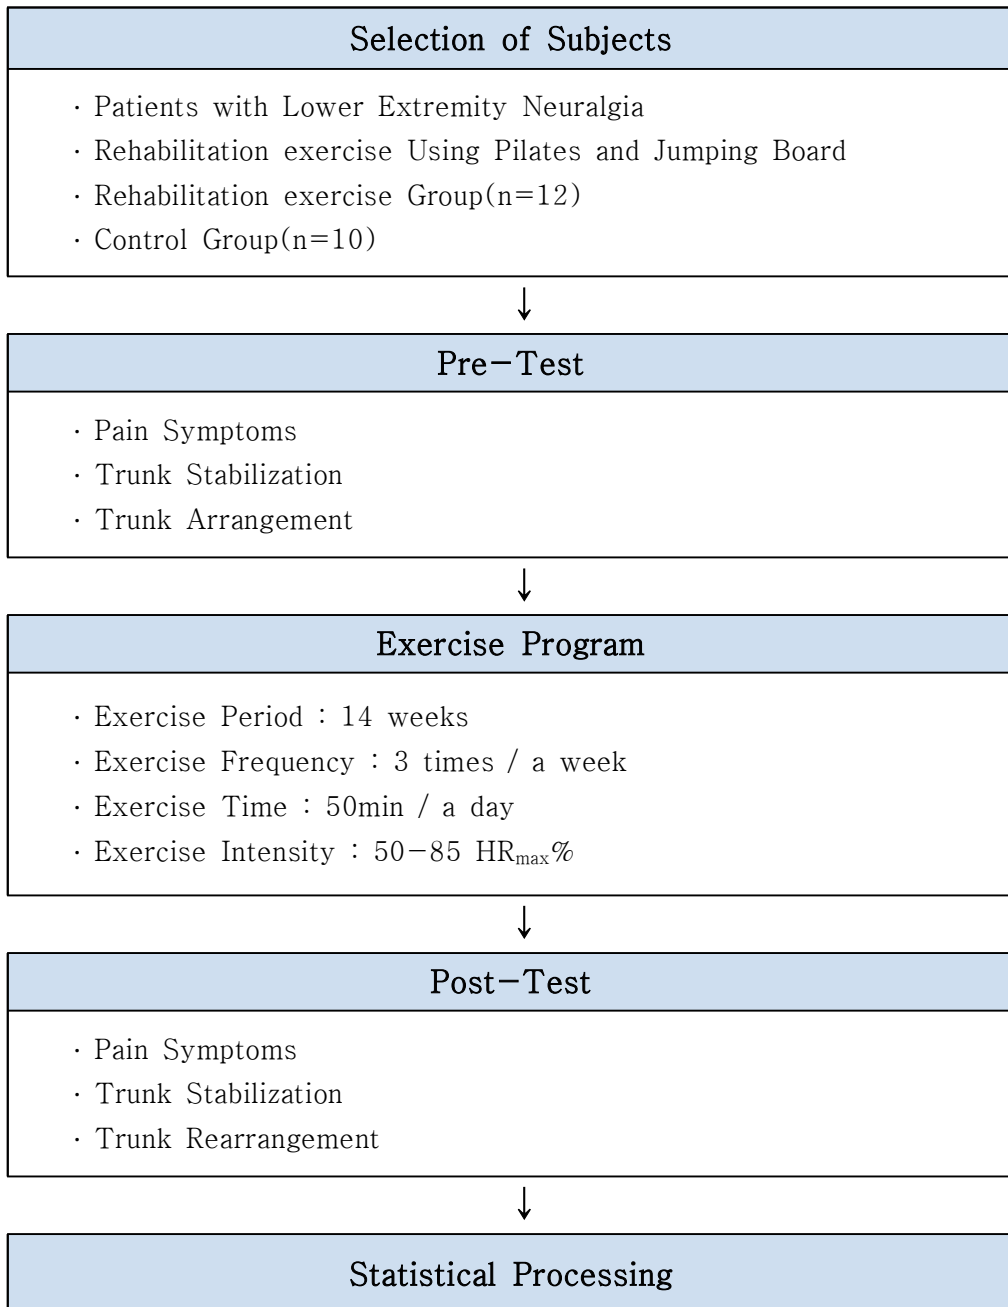 Selection of Subjects
· Patients with Lower Extremity Neuralgia
· Rehabilitation exercise Using Pilates and Jumping Board
· Rehabilitation exercise Group(n=12)
· Control Group(n=10)
↓
Pre-Test
· Pain Symptoms
· Trunk Stabilization
· Trunk Arrangement
↓
Exercise Program
· Exercise Period : 14 weeks
· Exercise Frequency : 3 times / a week
· Exercise Time : 50min / a day
· Exercise Intensity : 50-85 HRmax%
↓
Post-Test
· Pain Symptoms
· Trunk Stabilization
· Trunk Rearrangement
↓
Statistical Processing